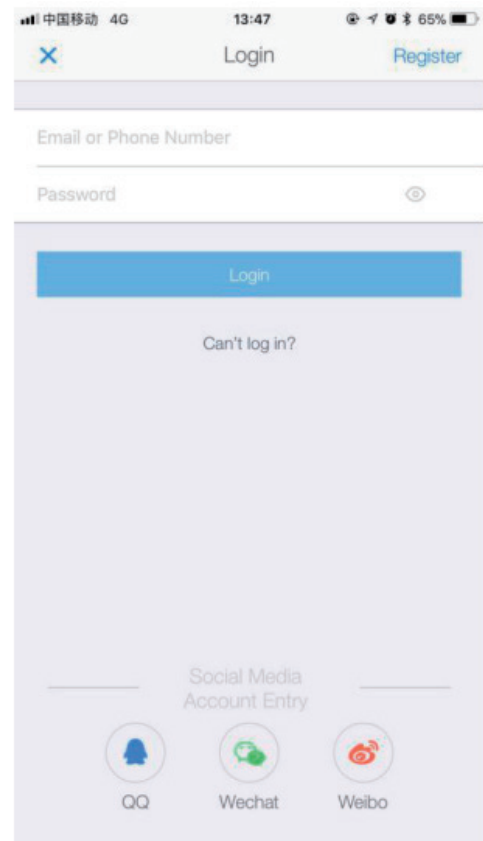 中国移动 4G 13:47 65%
Login Register
Email or Phone Number
Password
Login
Can't log in?
Social Media
Account Entry
QQ Wechat Weibo